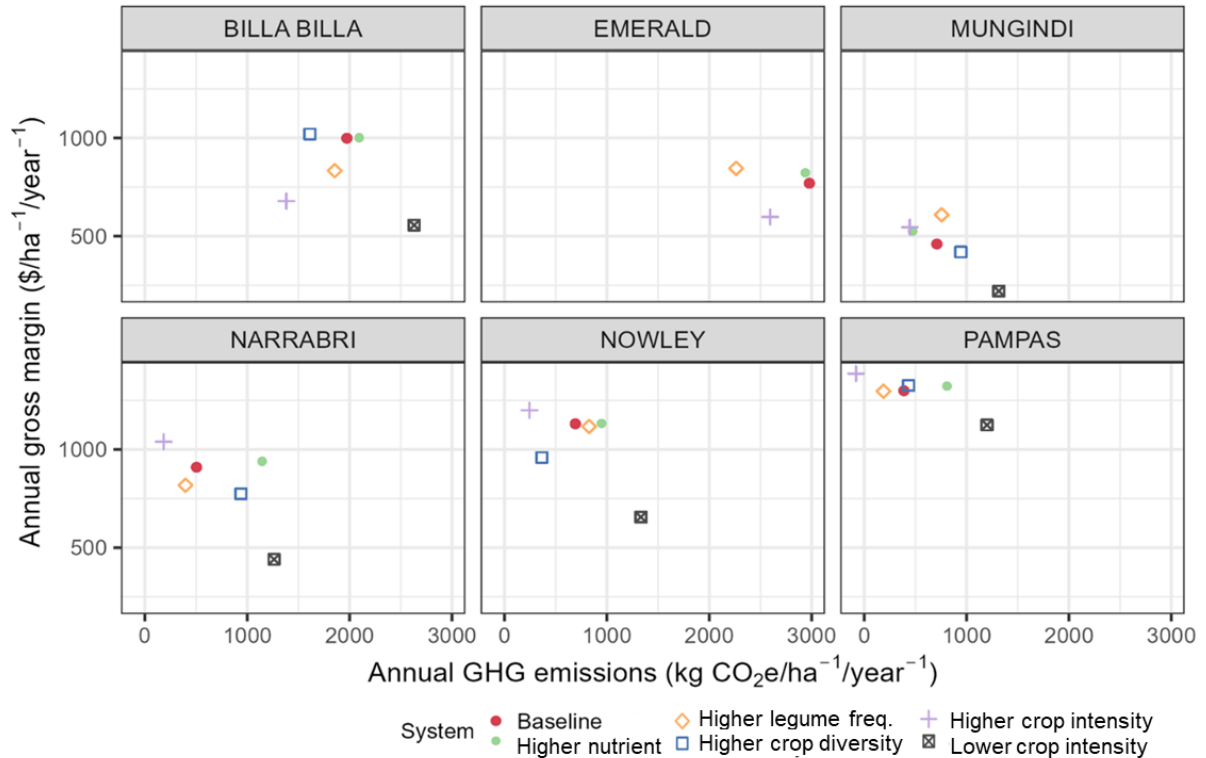 BILLA BILLA EMERALD MUNGINDI
1000
500
NARRABRI NOWLEY PAMPAS
1000
500
0 1000 2000 3000 0 1000 2000 3000 0 1000 2000 3000
Annual gross margin ($/ha⁻¹/year⁻¹)
Annual GHG emissions (kg CO₂e/ha⁻¹/year⁻¹)
System Baseline Higher legume freq. Higher crop intensity
Higher nutrient Higher crop diversity Lower crop intensity